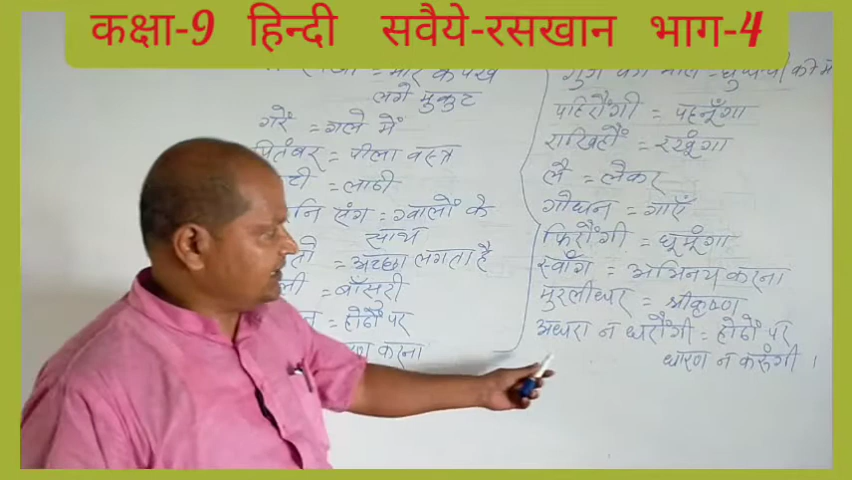 कक्षा-9 हिन्दी सवैये-रसखान भाग-4
= मोर के पंख
लगे मुकुट
गरें = गले में
पितंबर = पीला वस्त्र
= लाठी
नि संग = ग्वालों के
साथ
= अच्छा लगता है
ली = बाँसुरी
= होठों पर
करना
पहिरौंगी = पहनूँगा
राखिहौं = रखूंगा
लै = लेकर
गोधन = गाएँ
फिरौंगी = घूमूंगा
स्वाँग = अभिनय करना
मुरलीधर = श्रीकृष्ण
अधरा न धरौंगी = होठों पर
धारण न करूंगी ।